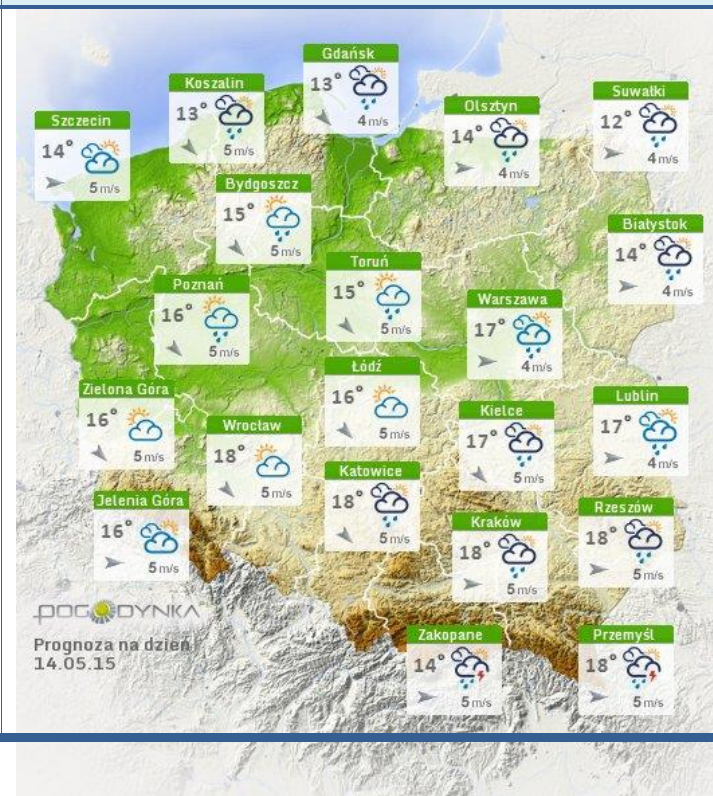 Gdańsk
13°
4 m/s
Koszalin
13°
5 m/s
Suwałki
12°
4 m/s
Olsztyn
14°
4 m/s
Szczecin
14°
5 m/s
Bydgoszcz
15°
5 m/s
Białystok
14°
4 m/s
Toruń
15°
5 m/s
Poznań
16°
5 m/s
Warszawa
17°
4 m/s
Łódź
16°
5 m/s
Zielona Góra
16°
5 m/s
Lublin
17°
4 m/s
Kielce
17°
5 m/s
Wrocław
18°
5 m/s
Katowice
18°
5 m/s
Jelenia Góra
16°
5 m/s
Rzeszów
18°
5 m/s
Kraków
18°
5 m/s
POGODYNKA
Prognoza na dzień
14.05.15
Zakopane
14°
5 m/s
Przemyśl
18°
5 m/s